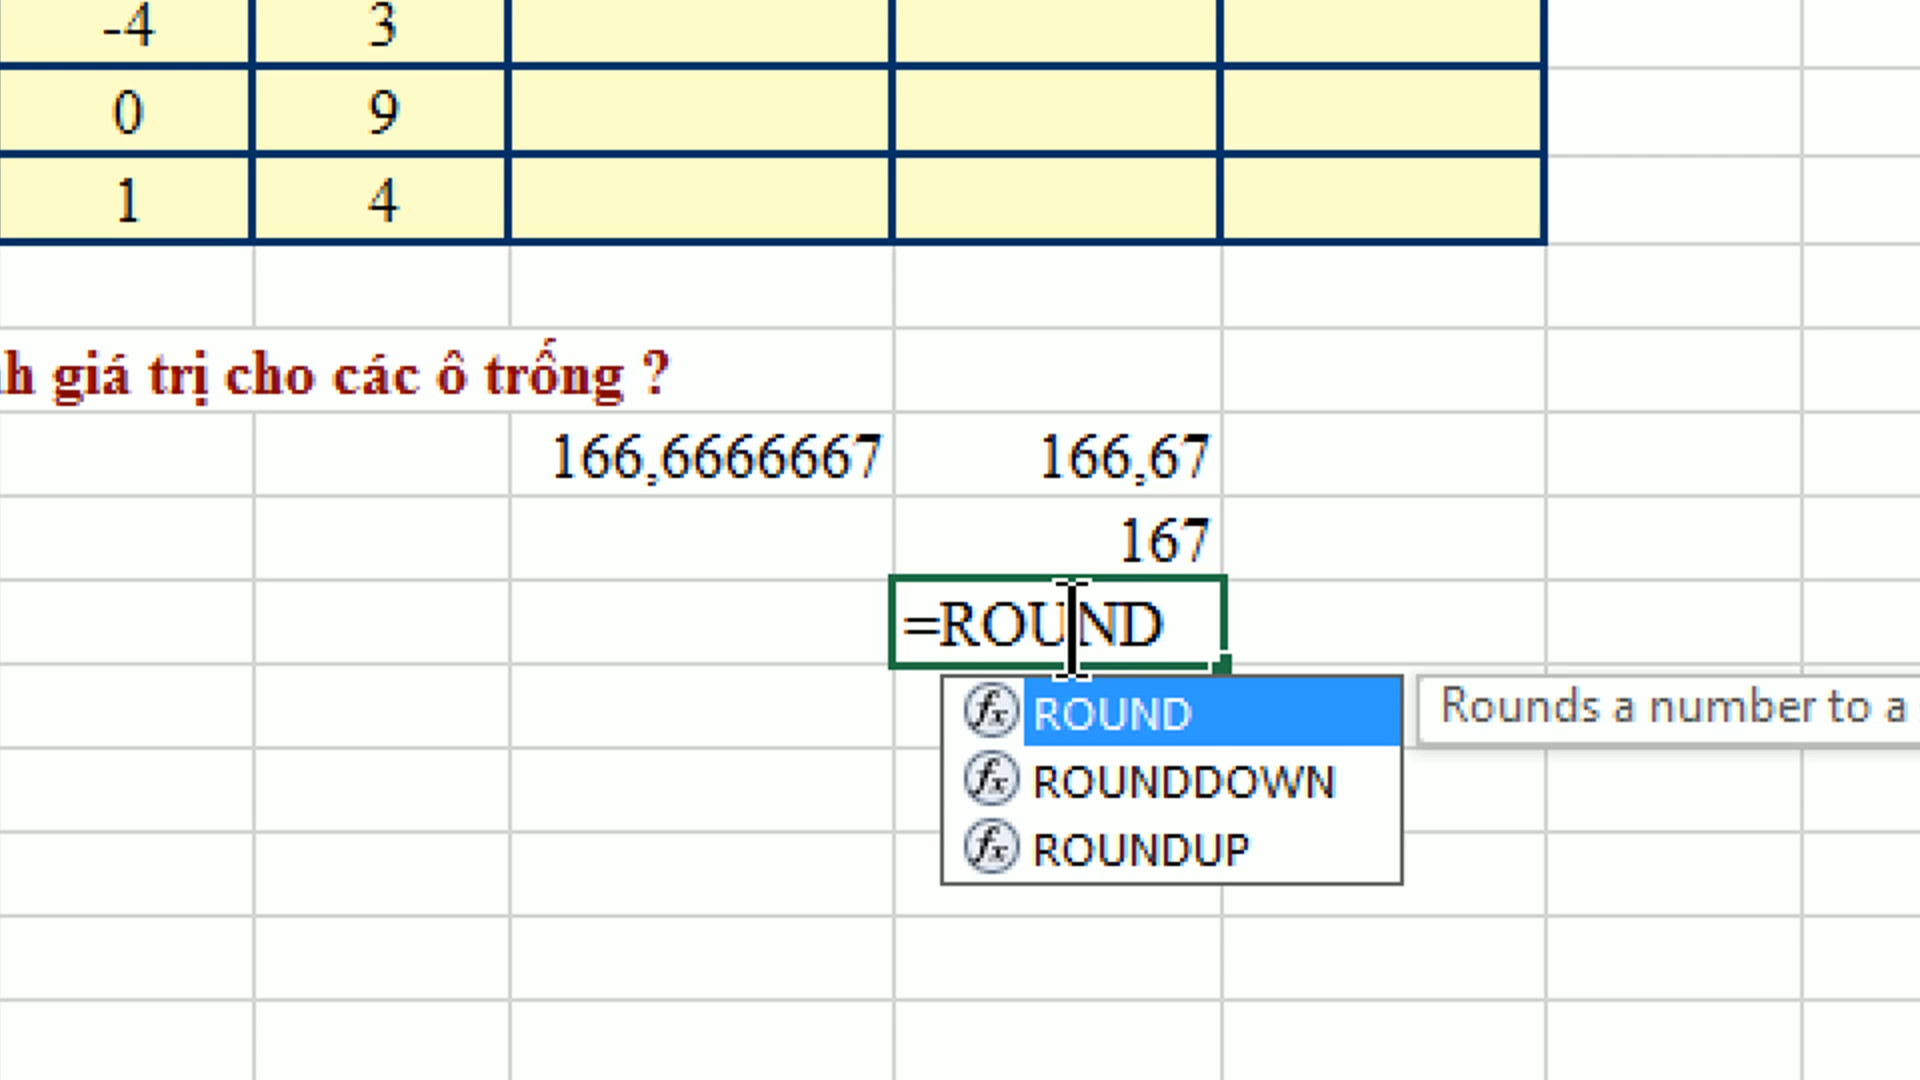 -4 3
0 9
1 4
nh giá trị cho các ô trống ?
166,6666667 166,67
167
=ROUND
ROUND
Rounds a number to a
ROUNDDOWN
ROUNDUP